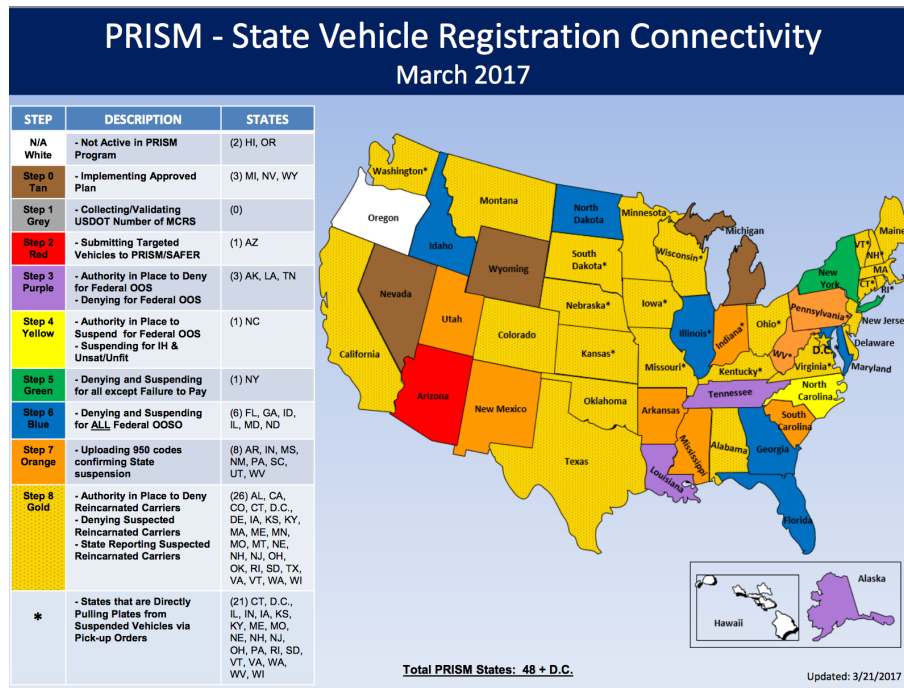 PRISM - State Vehicle Registration Connectivity
March 2017
STEP DESCRIPTION STATES
N/A
White
- Not Active in PRISM
Program
(2) HI, OR
Step 0
Tan
- Implementing Approved
Plan
(3) MI, NV, WY
Step 1
Grey
- Collecting/Validating
USDOT Number of MCRS
(0)
Step 2
Red
- Submitting Targeted
Vehicles to PRISM/SAFER
(1) AZ
Step 3
Purple
- Authority in Place to Deny
for Federal OOS
- Denying for Federal OOS
(3) AK, LA, TN
Step 4
Yellow
- Authority in Place to
Suspend for Federal OOS
- Suspending for IH &
Unsat/Unfit
(1) NC
Step 5
Green
- Denying and Suspending
for all except Failure to Pay
(1) NY
Step 6
Blue
- Denying and Suspending
for ALL Federal OOSO
(6) FL, GA, ID,
IL, MD, ND
Step 7
Orange
- Uploading 950 codes
confirming State
suspension
(8) AR, IN, MS,
NM, PA, SC,
UT, WV
Step 8
Gold
- Authority in Place to Deny
Reincarnated Carriers
- Denying Suspected
Reincarnated Carriers
- State Reporting Suspected
Reincarnated Carriers
(26) AL, CA,
CO, CT, D.C.,
DE, IA, KS, KY,
MA, ME, MN,
MO, MT, NE,
NH, NJ, OH,
OK, RI, SD, TX,
VA, VT, WA, WI
*
- States that are Directly
Pulling Plates from
Suspended Vehicles via
Pick-up Orders
(21) CT, D.C.,
IL, IN, IA, KS,
KY, ME, MO,
NE, NH, NJ,
OH, PA, RI, SD,
VT, VA, WA,
WV, WI
Washington*
Oregon
Montana
Idaho
North
Dakota
Minnesota
South
Dakota*
Wyoming
Wisconsin*
Michigan
Nevada
Utah
California
Colorado
Nebraska*
Iowa*
Kansas*
Missouri*
Illinois*
Indiana*
Ohio*
Kentucky*
WV*
Virginia*
Pennsylvania*
New
York
VT*
NH*
Maine
MA
CT*
RI*
New Jerse
Delaware
Maryland
D.C.*
Arizona
New Mexico
Oklahoma
Texas
Arkansas
Louisiana
Mississippi
Alabama
Tennessee
North
Carolina
South
Carolina
Georgia
Florida
Hawaii
Alaska
Total PRISM States: 48 + D.C.
Updated: 3/21/2017